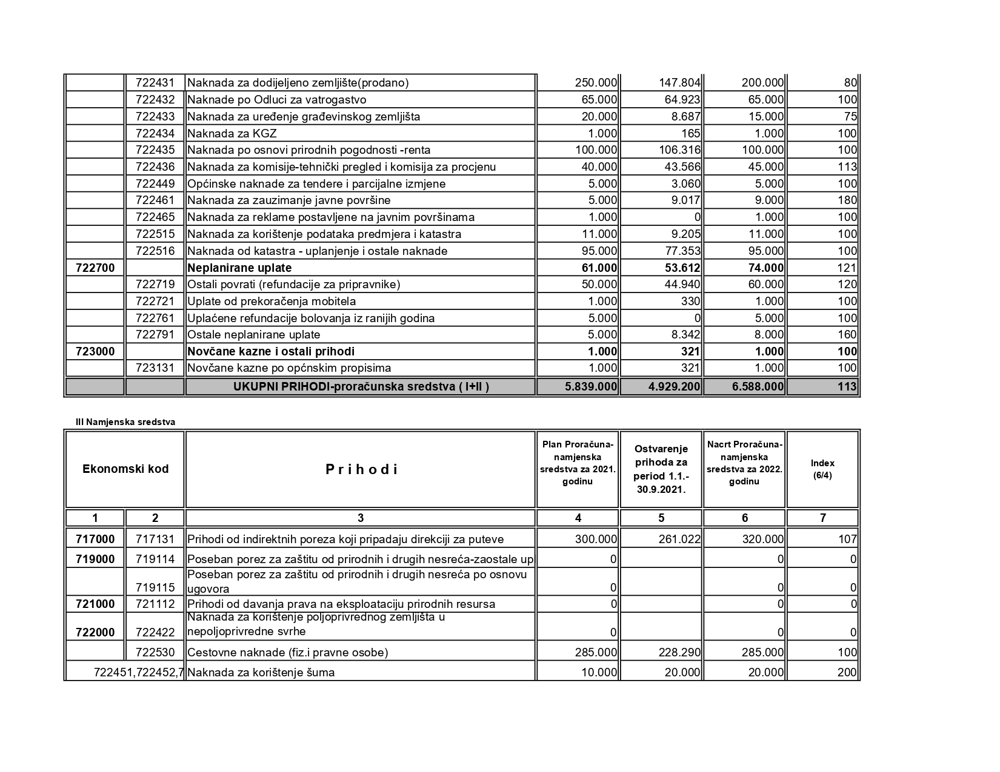 722431 Naknada za dodijeljeno zemljište(prodano) 250.000 147.804 200.000 80
722432 Naknade po Odluci za vatrogastvo 65.000 64.923 65.000 100
722433 Naknada za uređenje građevinskog zemljišta 20.000 8.687 15.000 75
722434 Naknada za KGZ 1.000 165 1.000 100
722435 Naknada po osnovi prirodnih pogodnosti -renta 100.000 106.316 100.000 100
722436 Naknada za komisije-tehnički pregled i komisija za procjenu 40.000 43.566 45.000 113
722449 Općinske naknade za tendere i parcijalne izmjene 5.000 3.060 5.000 100
722461 Naknada za zauzimanje javne površine 5.000 9.017 9.000 180
722465 Naknada za reklame postavljene na javnim površinama 1.000 0 1.000 100
722515 Naknada za korištenje podataka predmjera i katastra 11.000 9.205 11.000 100
722516 Naknada od katastra - uplanjenje i ostale naknade 95.000 77.353 95.000 100
722700 Neplanirane uplate 61.000 53.612 74.000 121
722719 Ostali povrati (refundacije za pripravnike) 50.000 44.940 60.000 120
722721 Uplate od prekoračenja mobitela 1.000 330 1.000 100
722761 Uplaćene refundacije bolovanja iz ranijih godina 5.000 0 5.000 100
722791 Ostale neplanirane uplate 5.000 8.342 8.000 160
723000 Novčane kazne i ostali prihodi 1.000 321 1.000 100
723131 Novčane kazne po općnskim propisima 1.000 321 1.000 100
UKUPNI PRIHODI-proračunska sredstva ( I+II ) 5.839.000 4.929.200 6.588.000 113
III Namjenska sredstva
Ekonomski kod
P r i h o d i
Plan Proračuna-
namjenska
sredstva za 2021.
godinu
Ostvarenje
prihoda za
period 1.1.-
30.9.2021.
Nacrt Proračuna-
namjenska
sredstva za 2022.
godinu
Index
(6/4)
1 2 3 4 5 6 7
717000 717131 Prihodi od indirektnih poreza koji pripadaju direkciji za puteve 300.000 261.022 320.000 107
719000 719114 Poseban porez za zaštitu od prirodnih i drugih nesreća-zaostale upl 0 0 0
Poseban porez za zaštitu od prirodnih i drugih nesreća po osnovu
719115 ugovora 0 0 0
721000 721112 Prihodi od davanja prava na eksploataciju prirodnih resursa 0 0 0
Naknada za korištenje poljoprivrednog zemljišta u
722000 722422 nepoljoprivredne svrhe 0 0 0
722530 Cestovne naknade (fiz.i pravne osobe) 285.000 228.290 285.000 100
722451,722452,7 Naknada za korištenje šuma 10.000 20.000 20.000 200